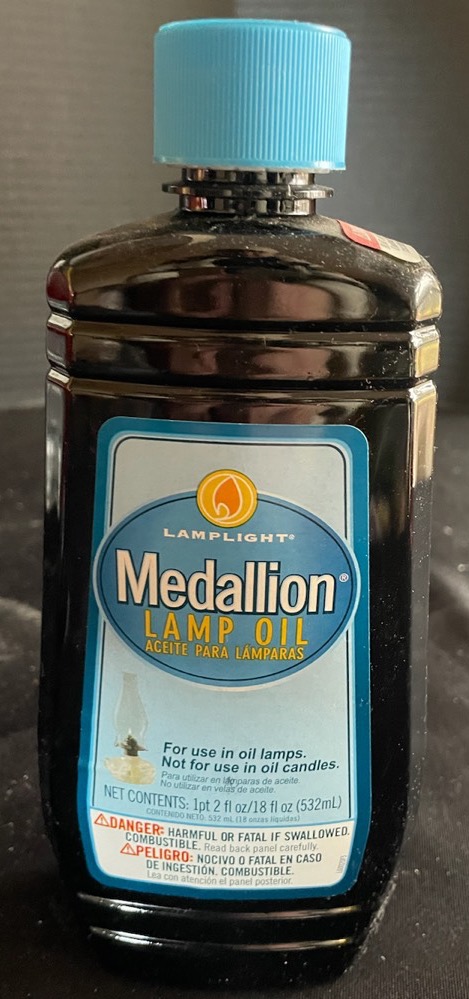 LAMPLIGHT®
Medallion®
LAMP OIL
ACEITE PARA LÁMPARAS
For use in oil lamps.
Not for use in oil candles.
Para utilizar en lámparas de aceite.
No utilizar en velas de aceite.
NET CONTENTS: 1pt 2 fl oz/18 fl oz (532mL)
CONTENIDO NETO: 532 mL (18 onzas líquidas)
⚠DANGER: HARMFUL OR FATAL IF SWALLOWED.
COMBUSTIBLE. Read back panel carefully.
⚠PELIGRO: NOCIVO O FATAL EN CASO
DE INGESTIÓN. COMBUSTIBLE.
Lea con atención el panel posterior.